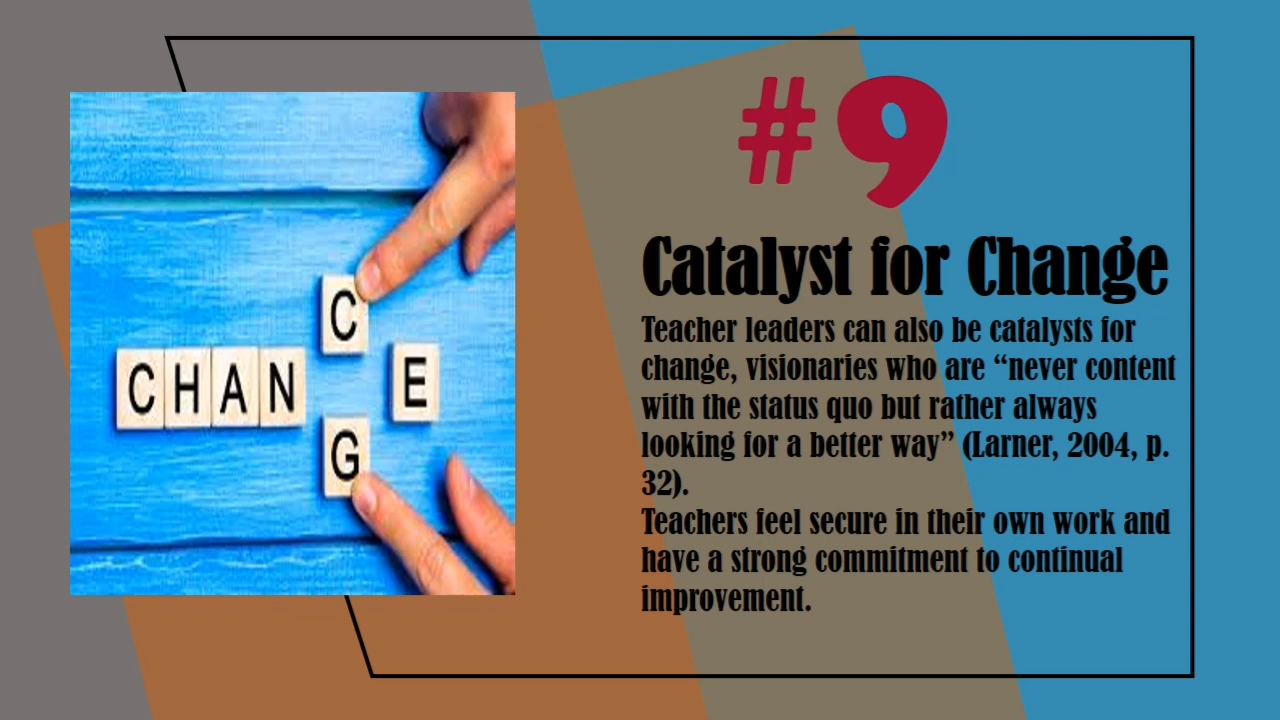 #9
Catalyst for Change
Teacher leaders can also be catalysts for
change, visionaries who are “never content
with the status quo but rather always
looking for a better way” (Larner, 2004, p.
32).
Teachers feel secure in their own work and
have a strong commitment to continual
improvement.
C
CHAN E
G